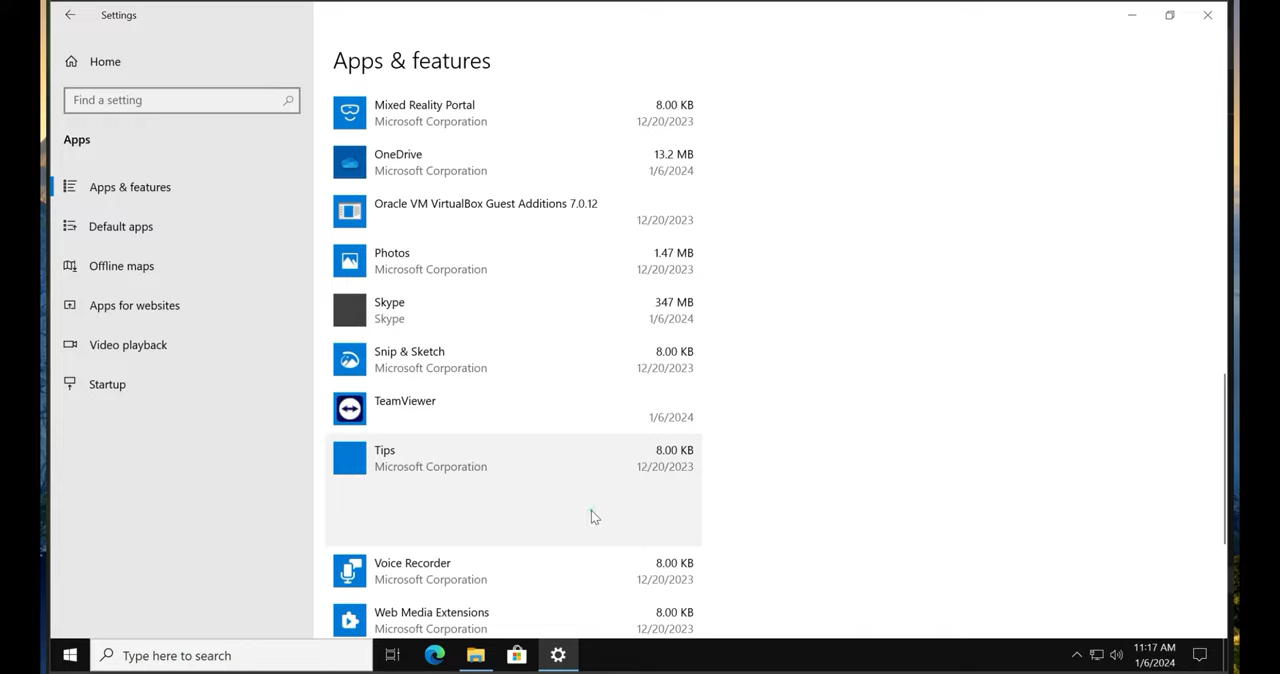 Settings
Home
Find a setting
Apps
Apps & features
Default apps
Offline maps
Apps for websites
Video playback
Startup
Apps & features
Mixed Reality Portal 8.00 KB
Microsoft Corporation 12/20/2023
OneDrive 13.2 MB
Microsoft Corporation 1/6/2024
Oracle VM VirtualBox Guest Additions 7.0.12
12/20/2023
Photos 1.47 MB
Microsoft Corporation 12/20/2023
Skype 347 MB
Skype 1/6/2024
Snip & Sketch 8.00 KB
Microsoft Corporation 12/20/2023
TeamViewer
1/6/2024
Tips 8.00 KB
Microsoft Corporation 12/20/2023
Voice Recorder 8.00 KB
Microsoft Corporation 12/20/2023
Web Media Extensions 8.00 KB
Microsoft Corporation 12/20/2023
Type here to search
11:17 AM
1/6/2024